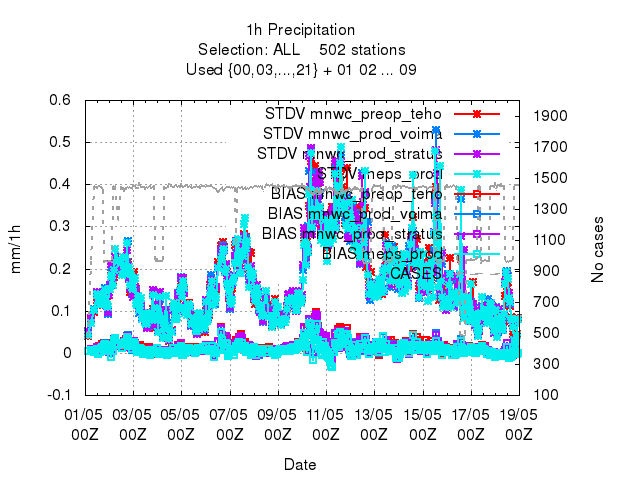 1h Precipitation
Selection: ALL 502 stations
Used {00,03,...,21} + 01 02 ... 09
0.6
0.5
0.4
0.3
0.2
0.1
0
-0.1
mm/1h
STDV mnwc_preop_teho
STDV mnwc_prod_voima
STDV mnwc_prod_stratus
STDV meps_prod
BIAS mnwc_preop_teho
BIAS mnwc_prod_voima
BIAS mnwc_prod_stratus
BIAS meps_prod
CASES
1900
1700
1500
1300
1100
900
700
500
300
100
No cases
01/05 03/05 05/05 07/05 09/05 11/05 13/05 15/05 17/05 19/05
00Z 00Z 00Z 00Z 00Z 00Z 00Z 00Z 00Z 00Z
Date